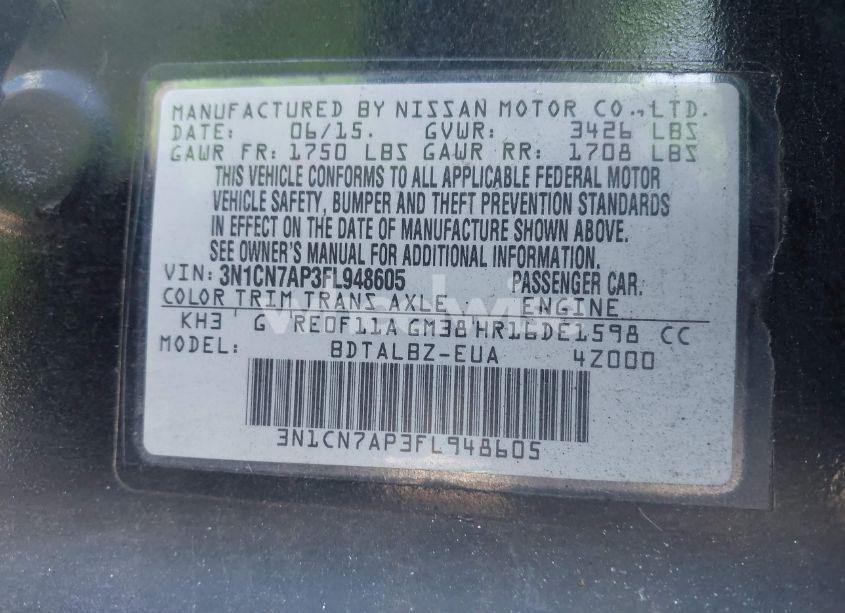 MANUFACTURED BY NISSAN MOTOR CO., LTD.
DATE: 06/15. GVWR: 3426 LBS
GAWR FR: 1750 LBS GAWR RR: 1708 LBS
THIS VEHICLE CONFORMS TO ALL APPLICABLE FEDERAL MOTOR
VEHICLE SAFETY, BUMPER AND THEFT PREVENTION STANDARDS
IN EFFECT ON THE DATE OF MANUFACTURE SHOWN ABOVE.
SEE OWNER'S MANUAL FOR ADDITIONAL INFORMATION.
VIN: 3N1CN7AP3FL948605 PASSENGER CAR.
COLOR TRIM TRANS AXLE ENGINE
KH3 G RE0F11A GM38 HR16DE1598 CC
MODEL: BDTALBZ-EUA 4Z000
3N1CN7AP3FL948605